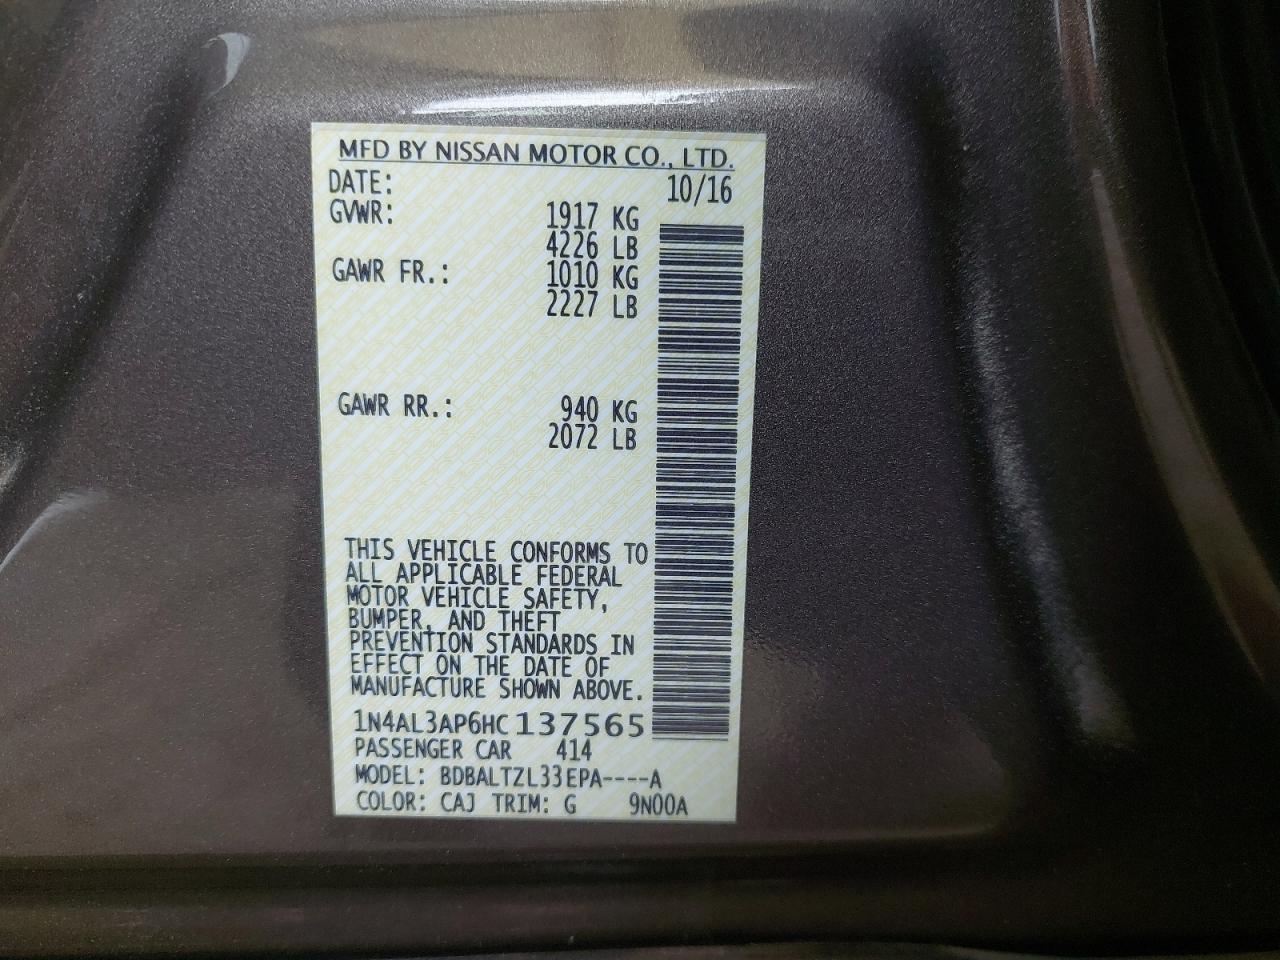 MFD BY NISSAN MOTOR CO., LTD.
DATE: 10/16
GVWR: 1917 KG
4226 LB
GAWR FR.: 1010 KG
2227 LB
GAWR RR.: 940 KG
2072 LB
THIS VEHICLE CONFORMS TO
ALL APPLICABLE FEDERAL
MOTOR VEHICLE SAFETY,
BUMPER, AND THEFT
PREVENTION STANDARDS IN
EFFECT ON THE DATE OF
MANUFACTURE SHOWN ABOVE.
1N4AL3AP6HC137565
PASSENGER CAR 414
MODEL: BDBALTZL33EPA----A
COLOR: CAJ TRIM: G 9N00A